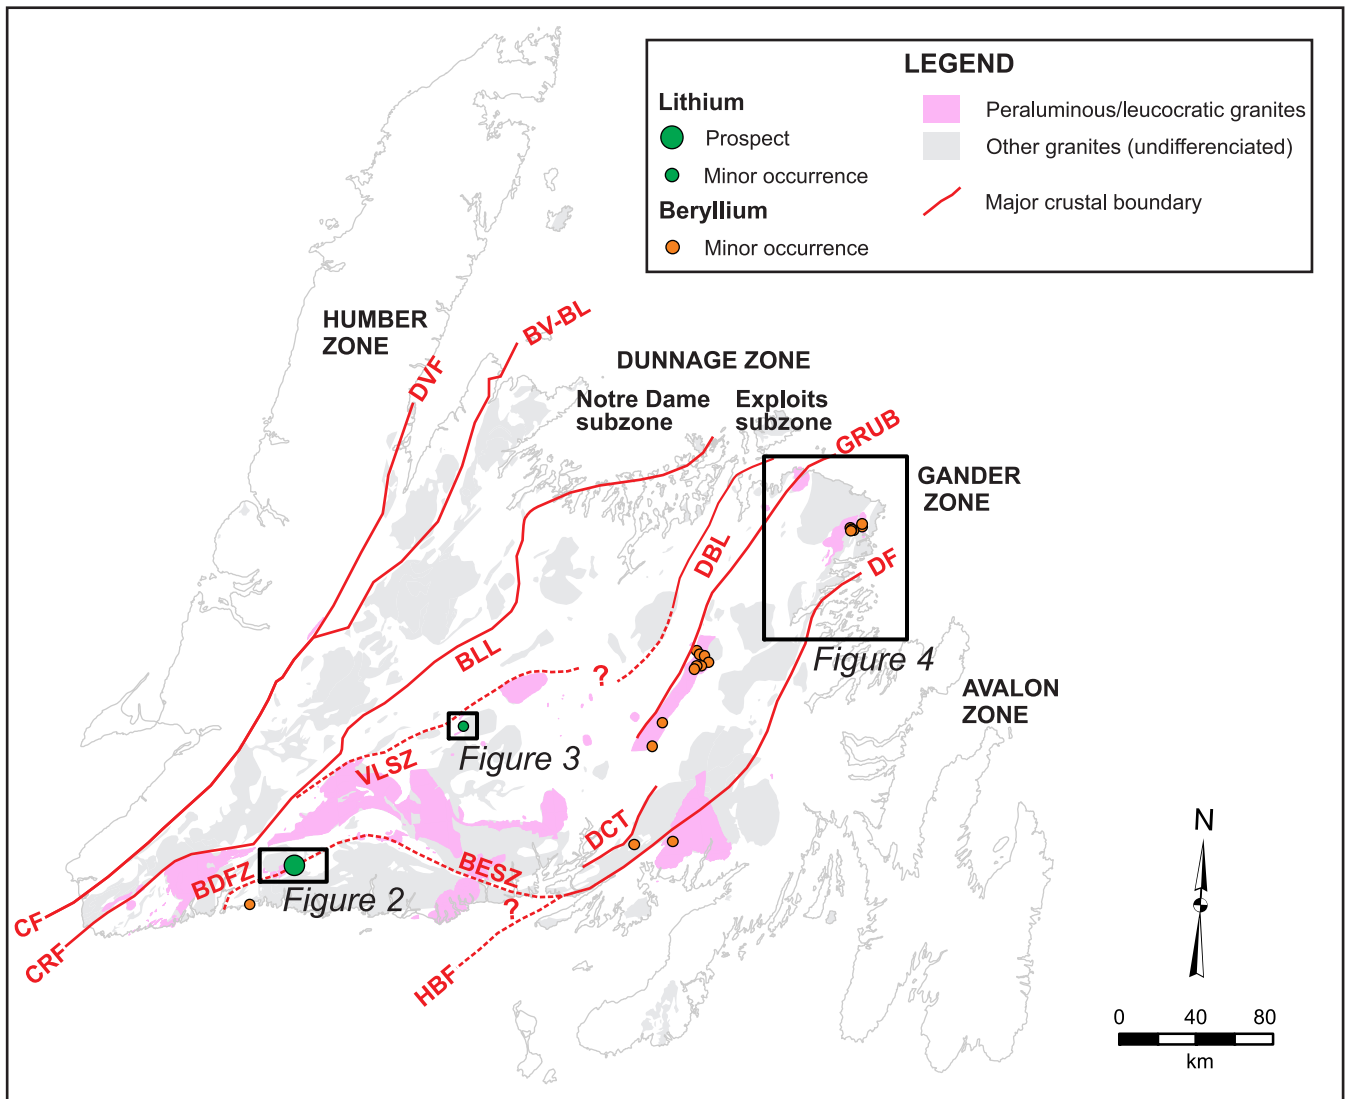 LEGEND
Lithium
Prospect
Minor occurrence
Beryllium
Minor occurrence
Peraluminous/leucocratic granites
Other granites (undifferenciated)
Major crustal boundary
HUMBER
ZONE
DVF
BV-BL
DUNNAGE ZONE
Notre Dame
subzone
Exploits
subzone
GRUB
GANDER
ZONE
DBL
DF
Figure 4
BLL
?
AVALON
ZONE
Figure 3
VLSZ
DCT
BDFZ
BESZ
Figure 2
?
CF
CRF
HBF
N
0 40 80
km